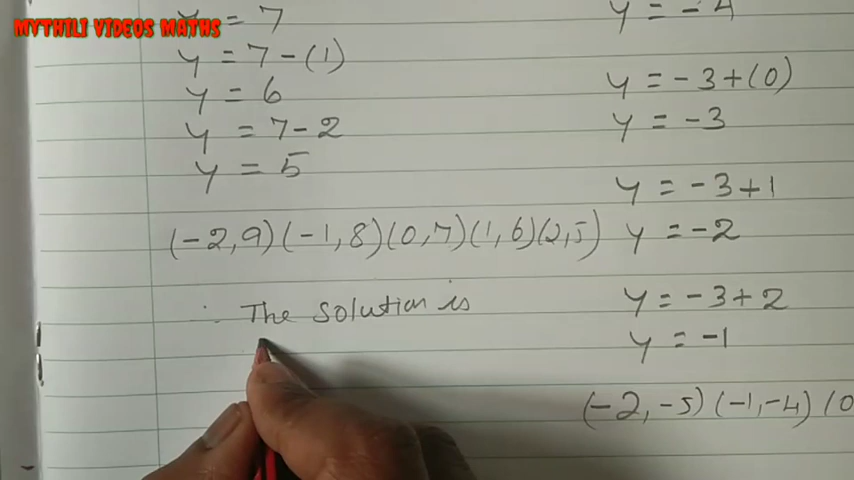 MYTHILI VIDEOS MATHS
y = 7
y = 7 - (1)
y = 6
y = 7 - 2
y = 5
(-2, 9) (-1, 8) (0, 7) (1, 6) (2, 5)
∴ The solution is
y = -4
y = -3 + (0)
y = -3
y = -3 + 1
y = -2
y = -3 + 2
y = -1
(-2, -5) (-1, -4) (0